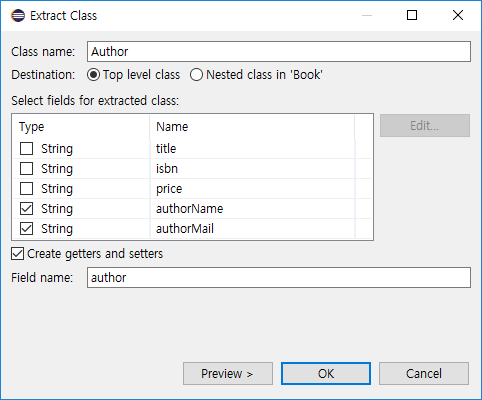 Extract Class
Class name: Author
Destination: Top level class Nested class in 'Book'
Select fields for extracted class:
Type Name
String title
String isbn
String price
String authorName
String authorMail
Edit...
Create getters and setters
Field name: author
Preview > OK Cancel